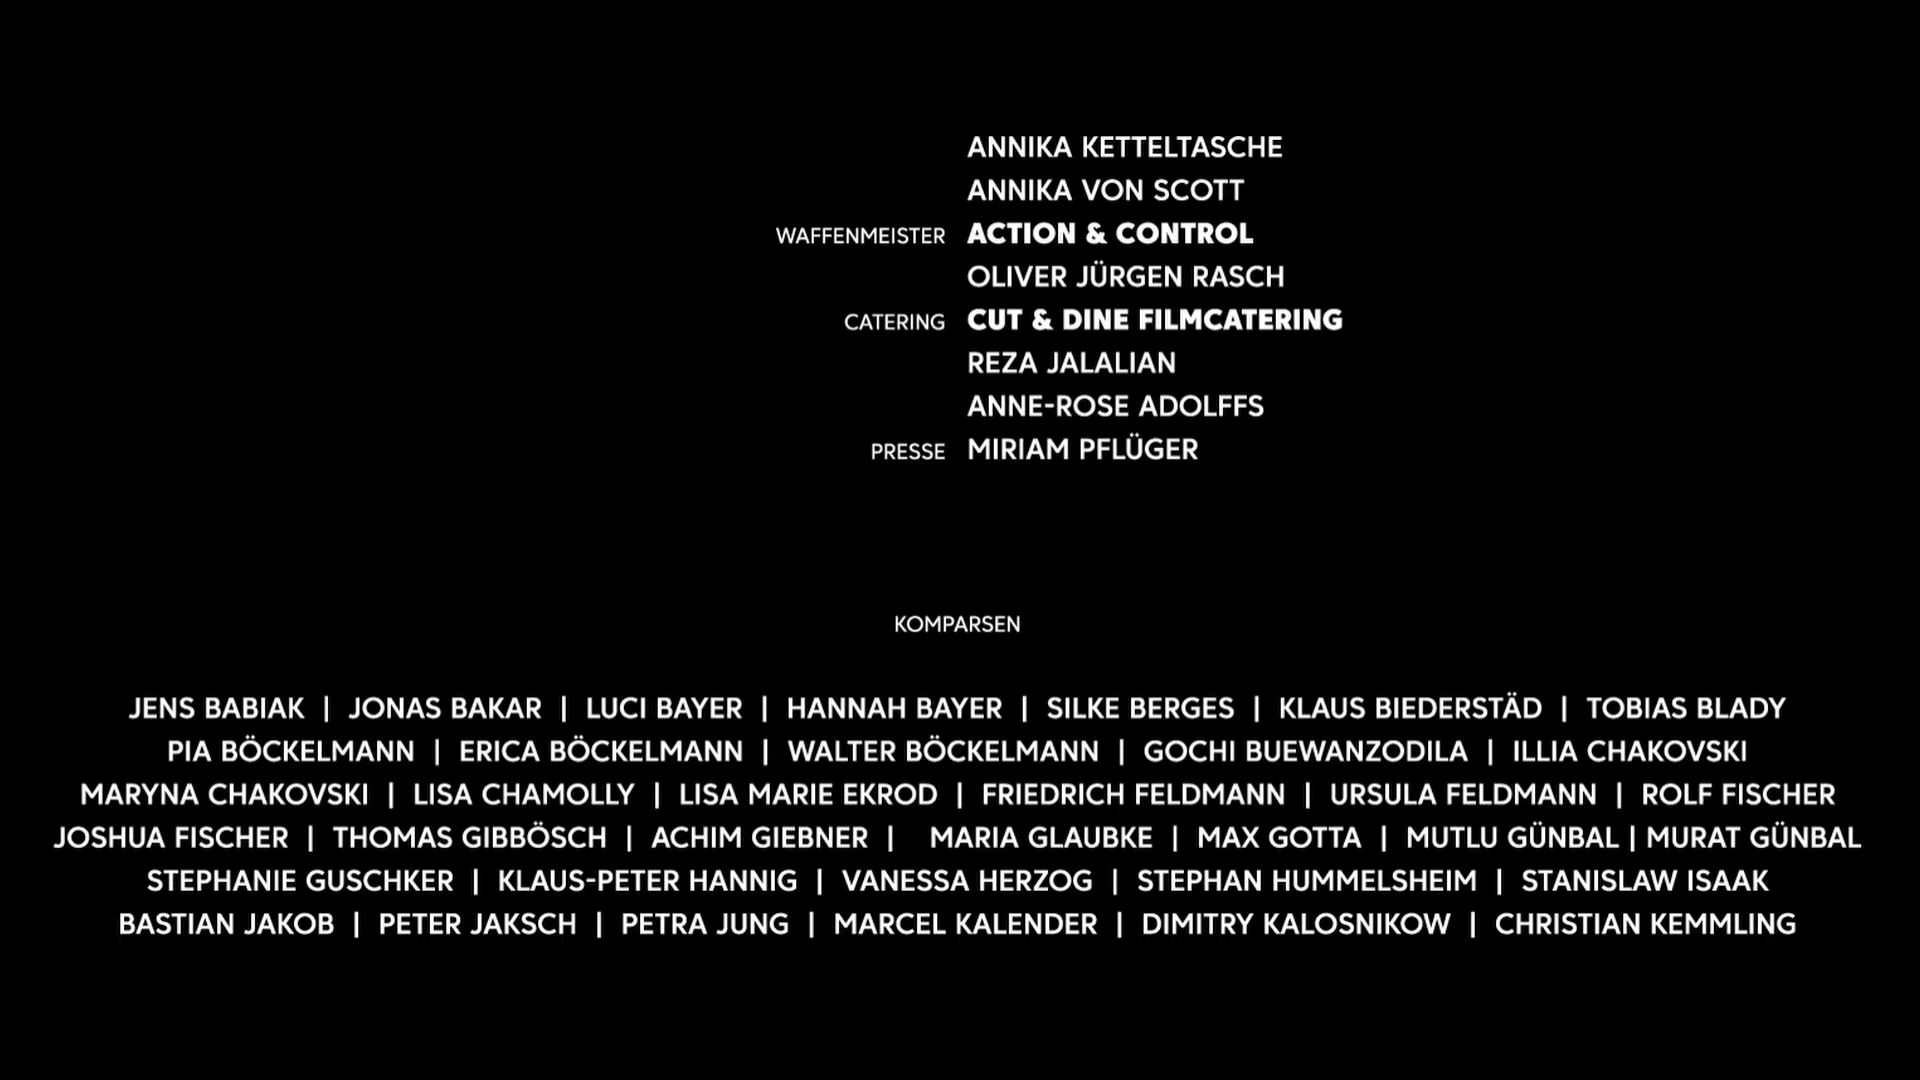 ANNIKA KETTELTASCHE
ANNIKA VON SCOTT
WAFFENMEISTER ACTION & CONTROL
OLIVER JÜRGEN RASCH
CATERING CUT & DINE FILMCATERING
REZA JALALIAN
ANNE-ROSE ADOLFFS
PRESSE MIRIAM PFLÜGER
KOMPARSEN
JENS BABIAK | JONAS BAKAR | LUCI BAYER | HANNAH BAYER | SILKE BERGES | KLAUS BIEDERSTÄD | TOBIAS BLADY
PIA BÖCKELMANN | ERICA BÖCKELMANN | WALTER BÖCKELMANN | GOCHI BUEWANZODILA | ILLIA CHAKOVSKI
MARYNA CHAKOVSKI | LISA CHAMOLLY | LISA MARIE EKROD | FRIEDRICH FELDMANN | URSULA FELDMANN | ROLF FISCHER
JOSHUA FISCHER | THOMAS GIBBÖSCH | ACHIM GIEBNER | MARIA GLAUBKE | MAX GOTTA | MUTLU GÜNBAL | MURAT GÜNBAL
STEPHANIE GUSCHKER | KLAUS-PETER HANNIG | VANESSA HERZOG | STEPHAN HUMMELSHEIM | STANISLAW ISAAK
BASTIAN JAKOB | PETER JAKSCH | PETRA JUNG | MARCEL KALENDER | DIMITRY KALOSNIKOW | CHRISTIAN KEMMLING